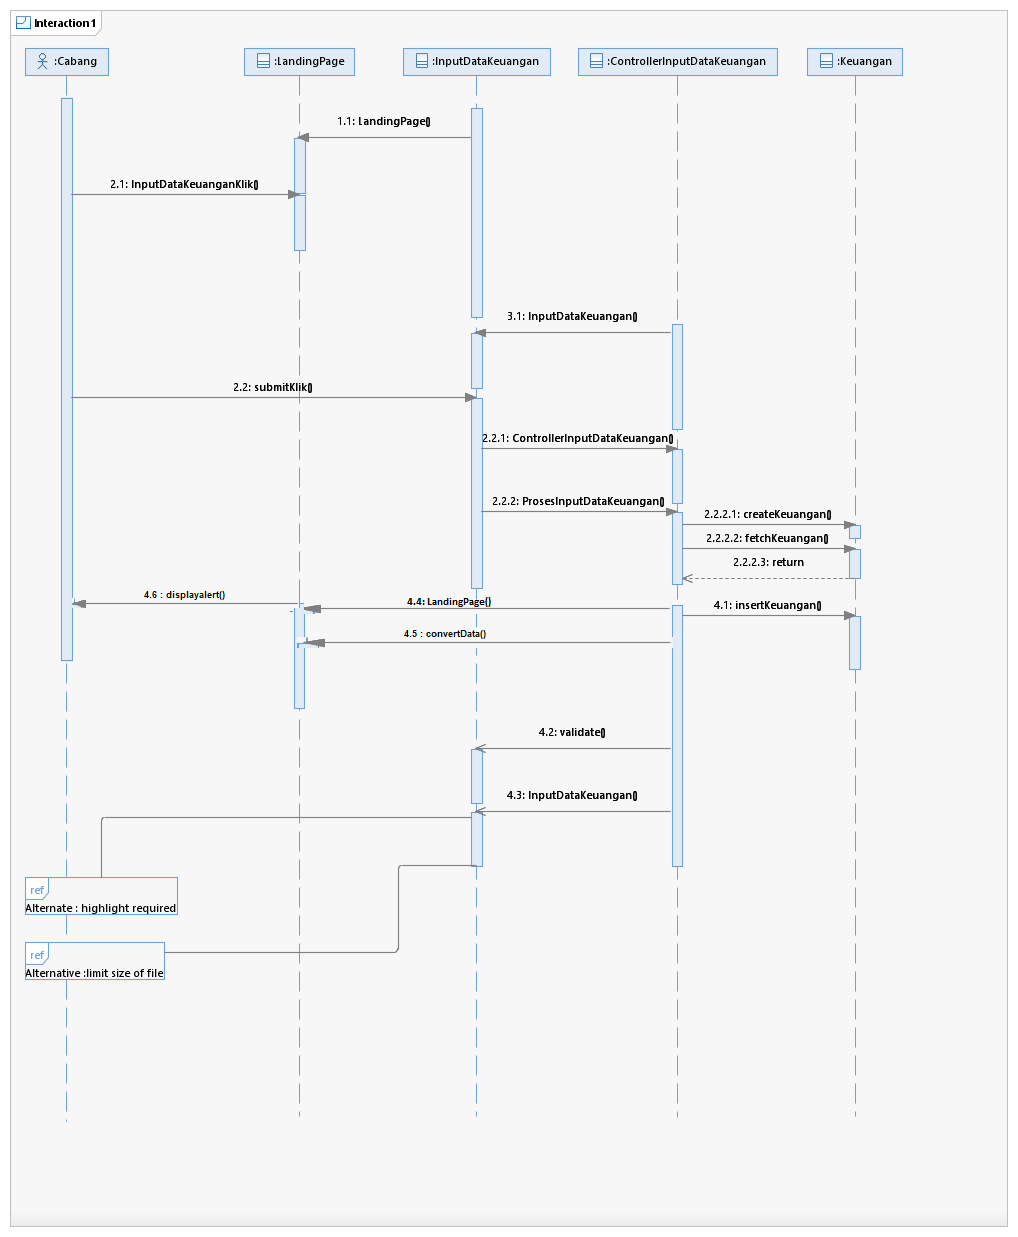 Interaction1
:Cabang
:LandingPage
:InputDataKeuangan
:ControllerInputDataKeuangan
:Keuangan
1.1: LandingPage()
2.1: InputDataKeuanganKlik()
3.1: InputDataKeuangan()
2.2: submitKlik()
2.2.1: ControllerInputDataKeuangan()
2.2.2: ProsesInputDataKeuangan()
2.2.2.1: createKeuangan()
2.2.2.2: fetchKeuangan()
2.2.2.3: return
4.6 : displayalert()
4.4: LandingPage()
4.1: insertKeuangan()
4.5 : convertData()
4.2: validate()
4.3: InputDataKeuangan()
ref
Alternate : highlight required
ref
Alternative :limit size of file